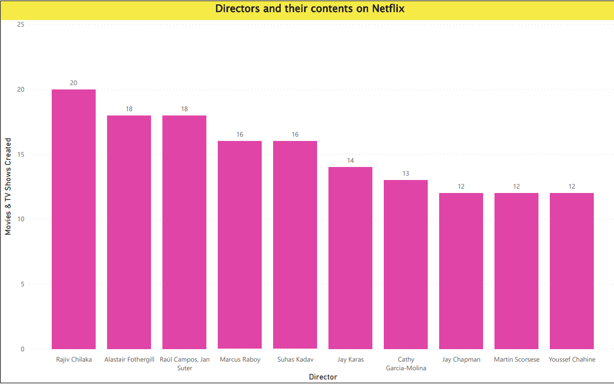 Directors and their contents on Netflix
Movies & TV Shows Created
25
20
15
10
5
0
20
18
18
16
16
14
13
12
12
12
Rajiv Chilaka
Alastair Fothergill
Raúl Campos, Jan
Suter
Marcus Raboy
Suhas Kadav
Jay Karas
Cathy
Garcia-Molina
Jay Chapman
Martin Scorsese
Youssef Chahine
Director